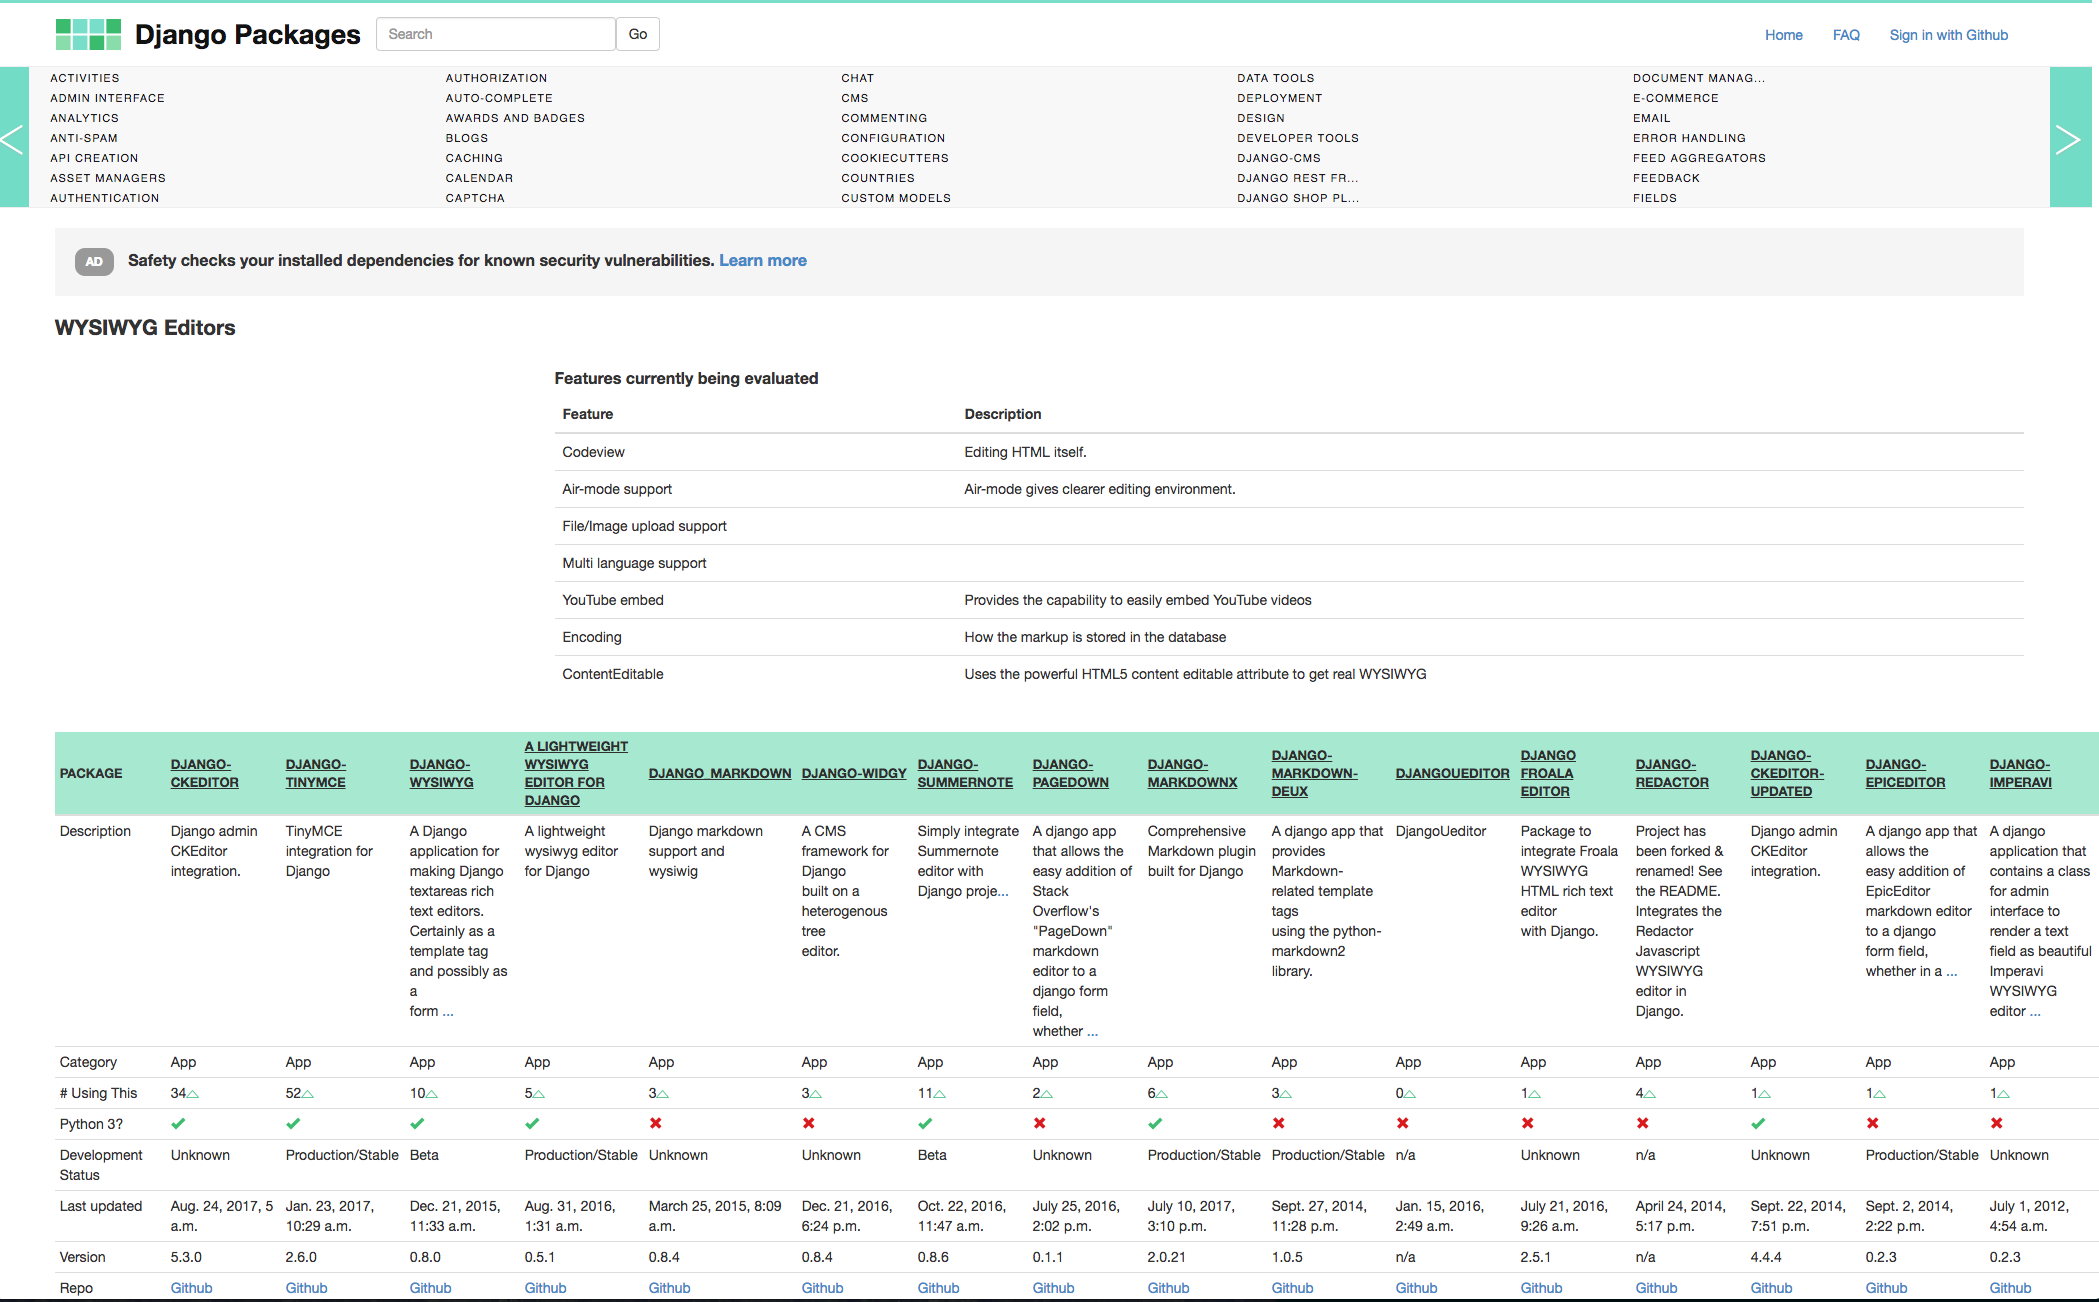 Django Packages
Search
Go
Home
FAQ
Sign in with Github
ACTIVITIES
ADMIN INTERFACE
ANALYTICS
ANTI-SPAM
API CREATION
ASSET MANAGERS
AUTHENTICATION
AUTHORIZATION
AUTO-COMPLETE
AWARDS AND BADGES
BLOGS
CACHING
CALENDAR
CAPTCHA
CHAT
CMS
COMMENTING
CONFIGURATION
COOKIECUTTERS
COUNTRIES
CUSTOM MODELS
DATA TOOLS
DEPLOYMENT
DESIGN
DEVELOPER TOOLS
DJANGO-CMS
DJANGO REST FR...
DJANGO SHOP PL...
DOCUMENT MANAG...
E-COMMERCE
EMAIL
ERROR HANDLING
FEED AGGREGATORS
FEEDBACK
FIELDS
AD Safety checks your installed dependencies for known security vulnerabilities. Learn more
WYSIWYG Editors
Features currently being evaluated
Feature Description
Codeview Editing HTML itself.
Air-mode support Air-mode gives clearer editing environment.
File/Image upload support
Multi language support
YouTube embed Provides the capability to easily embed YouTube videos
Encoding How the markup is stored in the database
ContentEditable Uses the powerful HTML5 content editable attribute to get real WYSIWYG
PACKAGE
DJANGO-
CKEDITOR
DJANGO-
TINYMCE
DJANGO-
WYSIWYG
A LIGHTWEIGHT
WYSIWYG
EDITOR FOR
DJANGO
DJANGO_MARKDOWN
DJANGO-WIDGY
DJANGO-
SUMMERNOTE
DJANGO-
PAGEDOWN
DJANGO-
MARKDOWNX
DJANGO-
MARKDOWN-
DEUX
DJANGOUEDITOR
DJANGO
FROALA
EDITOR
DJANGO-
REDACTOR
DJANGO-
CKEDITOR-
UPDATED
DJANGO-
EPICEDITOR
DJANGO-
IMPERAVI
Description
Django admin
CKEditor
integration.
TinyMCE
integration for
Django
A Django
application for
making Django
textareas rich
text editors.
Certainly as a
template tag
and possibly as
a
form ...
A lightweight
wysiwyg editor
for Django
Django markdown
support and
wysiwig
A CMS
framework for
Django
built on a
heterogenous
tree
editor.
Simply integrate
Summernote
editor with
Django proje...
A django app
that allows the
easy addition of
Stack
Overflow's
"PageDown"
markdown
editor to a
django form
field,
whether ...
Comprehensive
Markdown plugin
built for Django
A django app that
provides
Markdown-
related template
tags
using the python-
markdown2
library.
DjangoUeditor
Package to
integrate Froala
WYSIWYG
HTML rich text
editor
with Django.
Project has
been forked &
renamed! See
the README.
Integrates the
Redactor
Javascript
WYSIWYG
editor in
Django.
Django admin
CKEditor
integration.
A django app that
allows the
easy addition of
EpicEditor
markdown editor
to a django
form field,
whether in a ...
A django
application that
contains a class
for admin
interface to
render a text
field as beautiful
Imperavi
WYSIWYG
editor ...
Category App App App App App App App App App App App App App App App App
# Using This 34 52 10 5 3 3 11 2 6 3 0 1 4 1 1 1
Python 3?
Development
Status
Unknown Production/Stable Beta Production/Stable Unknown Unknown Beta Unknown Production/Stable Production/Stable n/a Unknown n/a Unknown Production/Stable Unknown
Last updated
Aug. 24, 2017, 5
a.m.
Jan. 23, 2017,
10:29 a.m.
Dec. 21, 2015,
11:33 a.m.
Aug. 31, 2016,
1:31 a.m.
March 25, 2015, 8:09
a.m.
Dec. 21, 2016,
6:24 p.m.
Oct. 22, 2016,
11:47 a.m.
July 25, 2016,
2:02 p.m.
July 10, 2017,
3:10 p.m.
Sept. 27, 2014,
11:28 p.m.
Jan. 15, 2016,
2:49 a.m.
July 21, 2016,
9:26 a.m.
April 24, 2014,
5:17 p.m.
Sept. 22, 2014,
7:51 p.m.
Sept. 2, 2014,
2:22 p.m.
July 1, 2012,
4:54 a.m.
Version 5.3.0 2.6.0 0.8.0 0.5.1 0.8.4 0.8.4 0.8.6 0.1.1 2.0.21 1.0.5 n/a 2.5.1 n/a 4.4.4 0.2.3 0.2.3
Repo Github Github Github Github Github Github Github Github Github Github Github Github Github Github Github Github